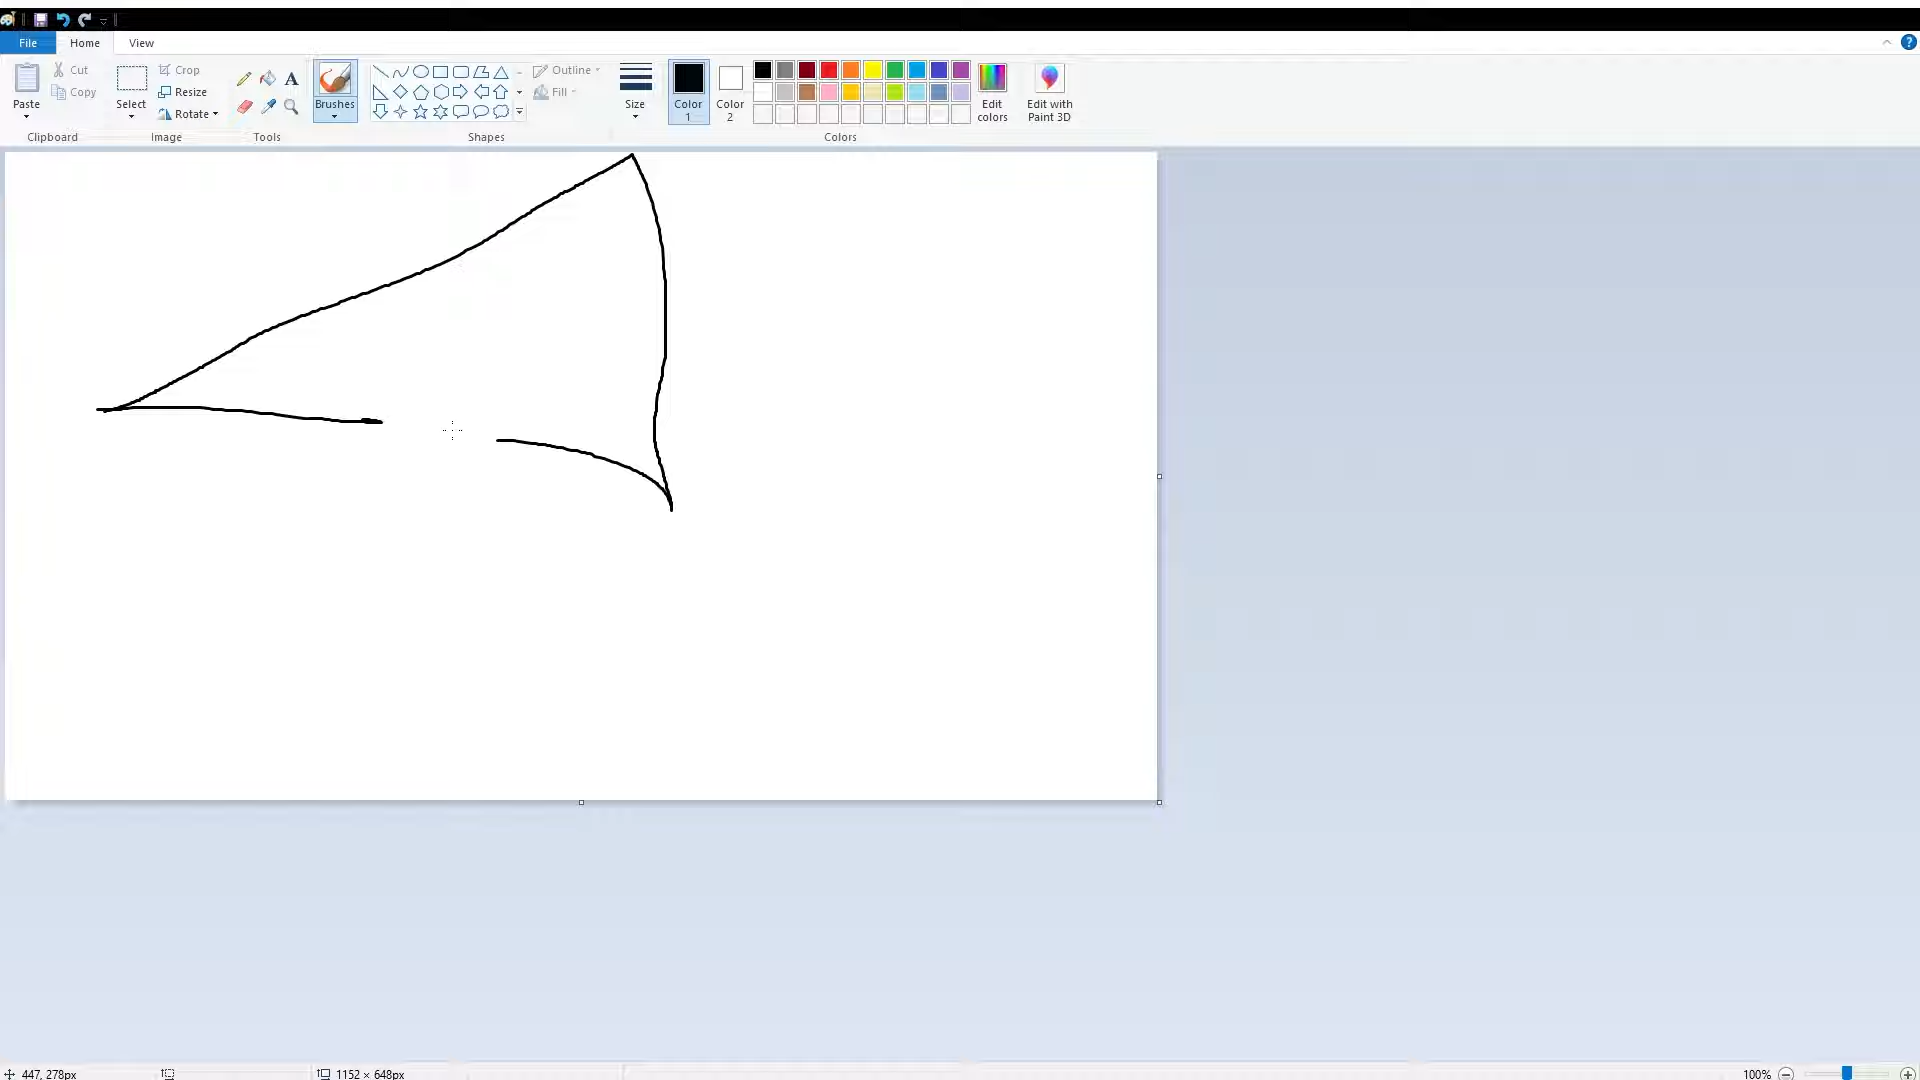 File Home View
Paste
Cut
Copy
Clipboard
Select
Crop
Resize
Rotate
Image
A
Tools
Brushes
Shapes
Outline
Fill
Size
Color
1
Color
2
Edit
colors
Edit with
Paint 3D
Colors
447, 278px
1152 × 648px
100%